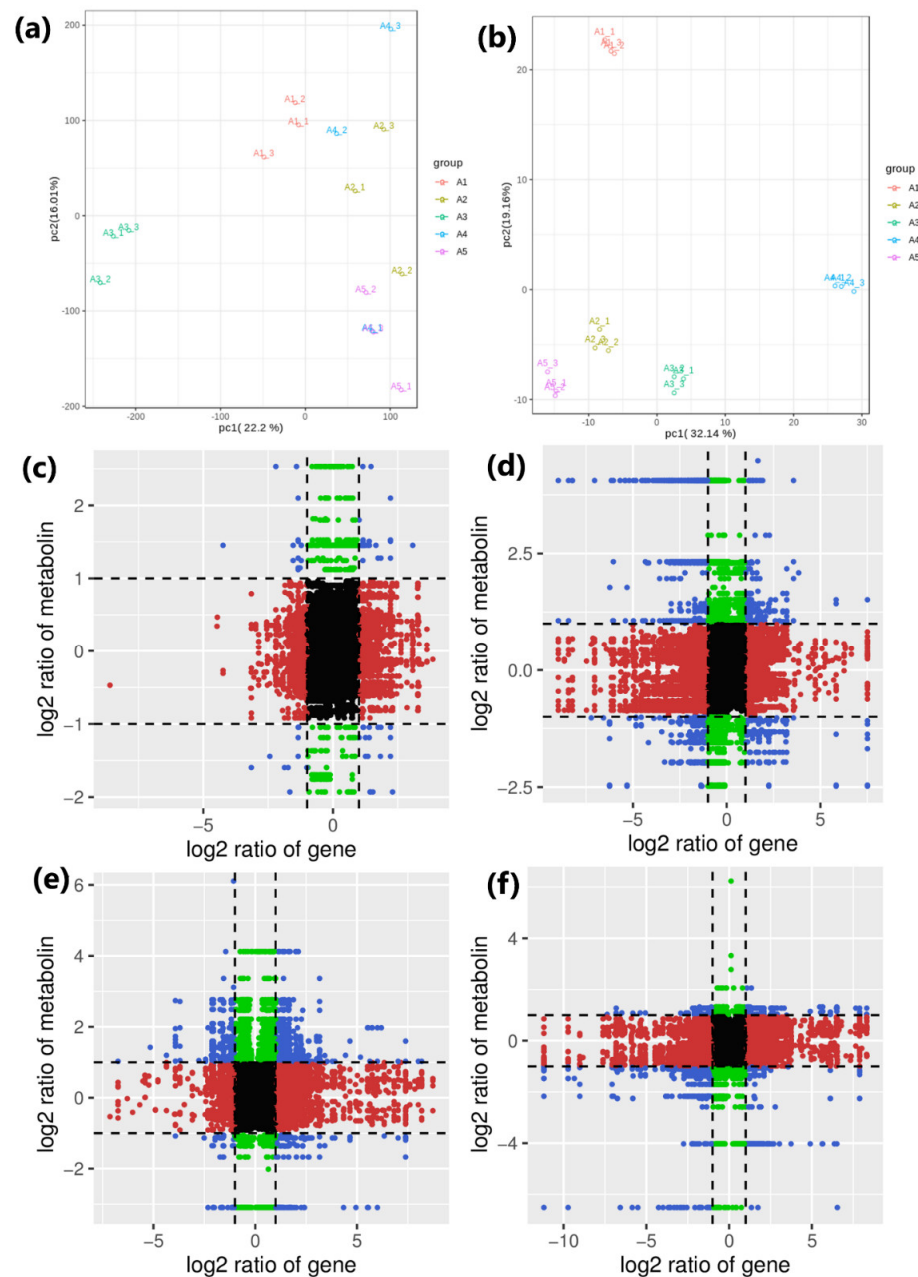 (a)
200
100
0
-100
-200
pc2(16.01%)
A4_3
A1_2
A1_1
A4_2
A2_3
A1_3
A2_1
A3_3
A3_1
A3_2
A2_2
A5_2
A5_1
-200
-100
0
100
pc1( 22.2 %)
group
A1
A2
A3
A4
A5
(b)
20
10
0
-10
pc2(19.16%)
A1_1
A4_3
A2_1
A2_2
A5_3
A3_3
-10
0
10
20
30
pc1( 32.14 %)
group
A1
A2
A3
A4
A5
(c)
2
1
0
-1
-2
log2 ratio of metabolin
-5
0
log2 ratio of gene
(d)
2.5
0.0
-2.5
log2 ratio of metabolin
-5
0
5
log2 ratio of gene
(e)
6
4
2
0
-2
log2 ratio of metabolin
-5
0
5
log2 ratio of gene
(f)
4
0
-4
log2 ratio of metabolin
-10
-5
0
5
log2 ratio of gene